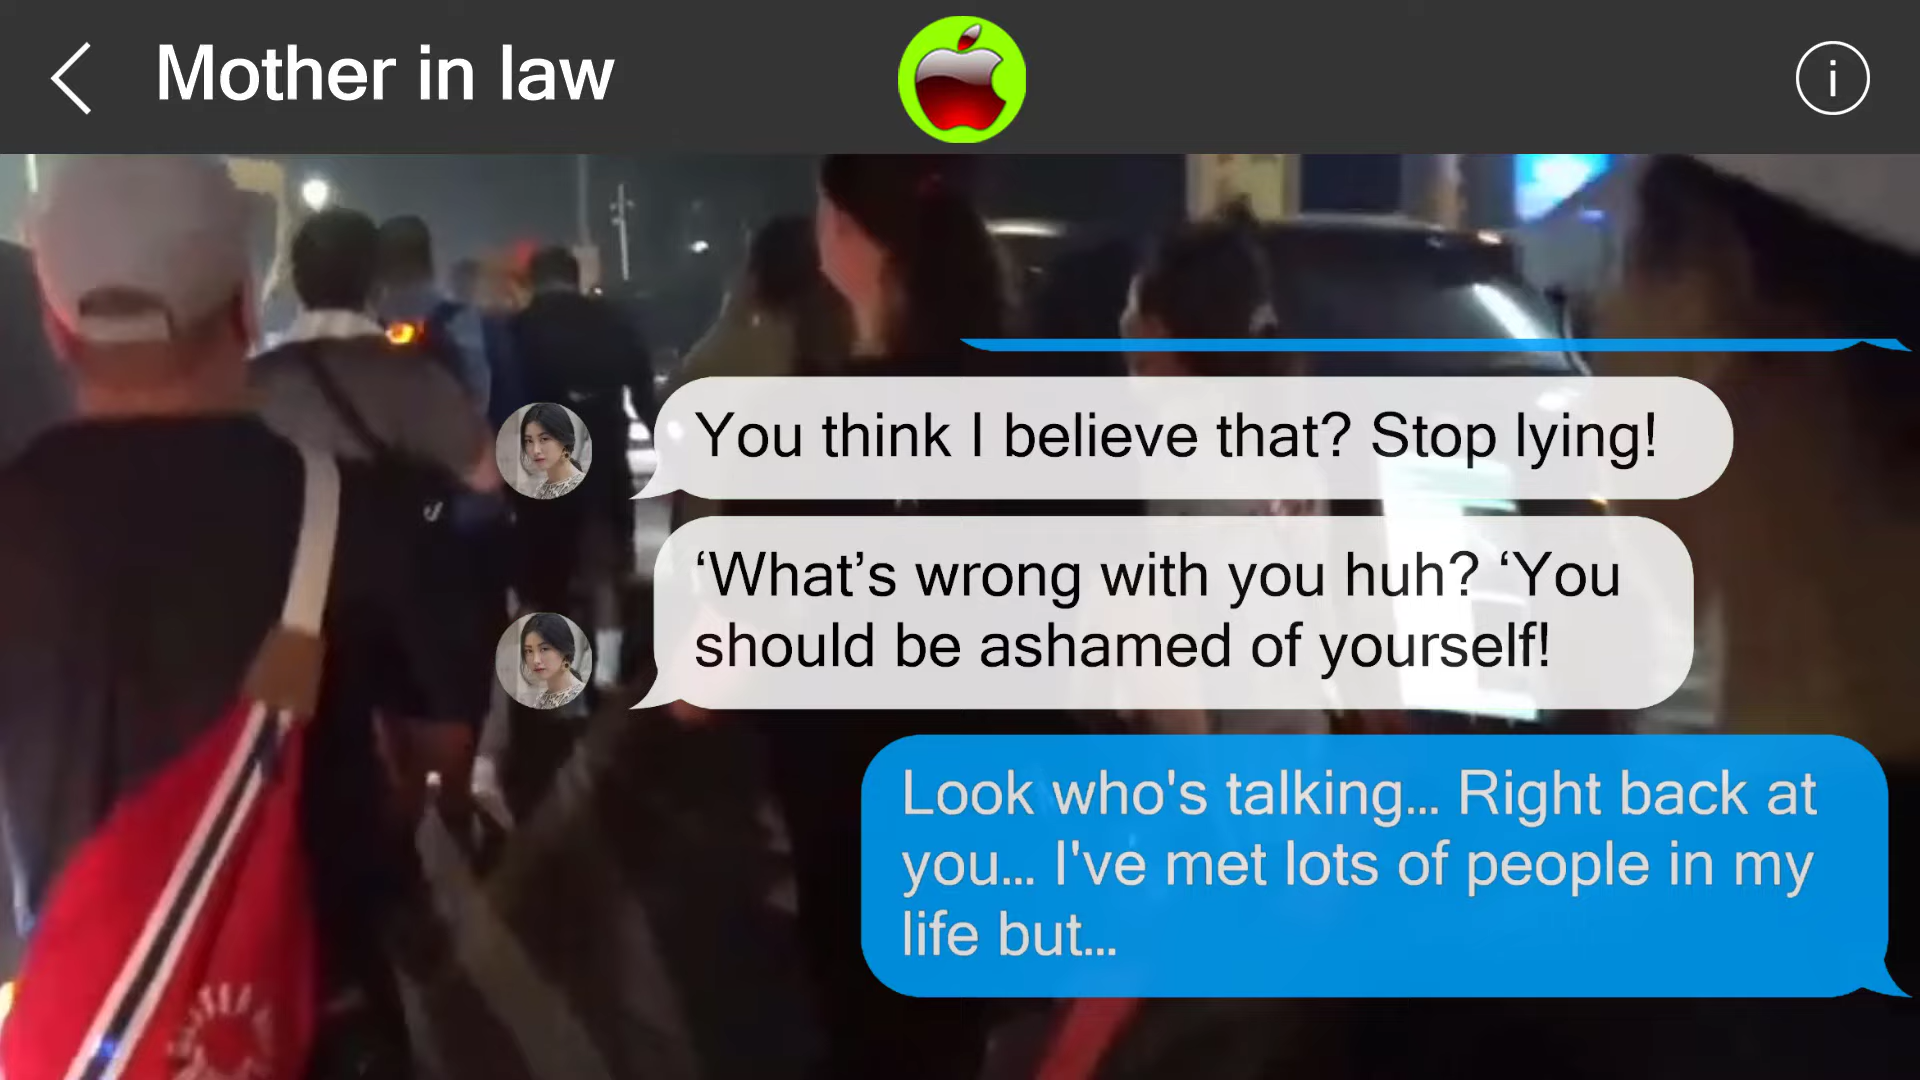 Mother in law
i
You think I believe that? Stop lying!
‘What’s wrong with you huh? ‘You
should be ashamed of yourself!
Look who's talking... Right back at
you... I've met lots of people in my
life but...